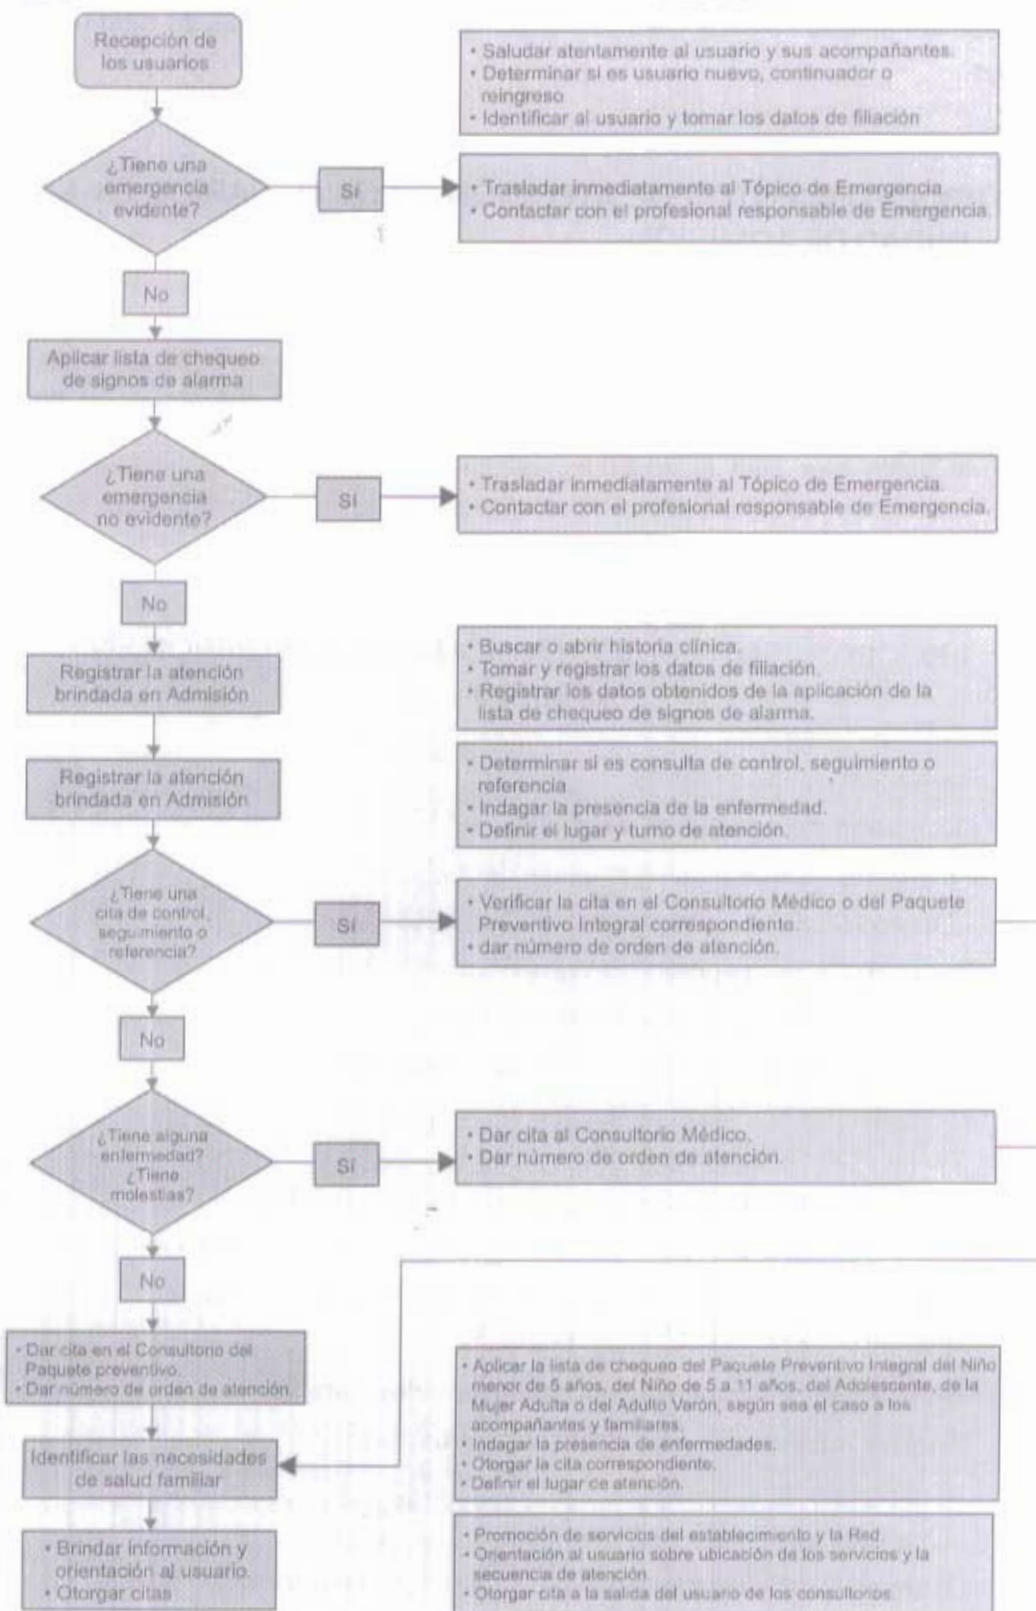 Recepción de
los usuarios
• Saludar atentamente al usuario y sus acompañantes.
• Determinar si es usuario nuevo, continuador o
reingreso
• Identificar al usuario y tomar los datos de filiación
¿Tiene una
emergencia
evidente?
Sí
• Trasladar inmediatamente al Tópico de Emergencia
• Contactar con el profesional responsable de Emergencia.
No
Aplicar lista de chequeo
de signos de alarma
¿Tiene una
emergencia
no evidente?
Sí
• Trasladar inmediatamente al Tópico de Emergencia.
• Contactar con el profesional responsable de Emergencia.
No
Registrar la atención
brindada en Admisión
• Buscar o abrir historia clínica.
• Tomar y registrar los datos de filiación.
• Registrar los datos obtenidos de la aplicación de la
lista de chequeo de signos de alarma.
Registrar la atención
brindada en Admisión
• Determinar si es consulta de control, seguimiento o
referencia
• Indagar la presencia de la enfermedad.
• Definir el lugar y turno de atención.
¿Tiene una
cita de control,
seguimiento o
referencia?
Sí
• Verificar la cita en el Consultorio Médico o del Paquete
Preventivo Integral correspondiente.
• dar número de orden de atención.
No
¿Tiene alguna
enfermedad?
¿Tiene
molestias?
Sí
• Dar cita al Consultorio Médico.
• Dar número de orden de atención.
No
• Dar cita en el Consultorio del
Paquete preventivo.
• Dar número de orden de atención.
• Aplicar la lista de chequeo del Paquete Preventivo Integral del Niño
menor de 5 años, del Niño de 5 a 11 años, del Adolescente, de la
Mujer Adulta o del Adulto Varón, según sea el caso a los
acompañantes y familiares.
• Indagar la presencia de enfermedades.
• Otorgar la cita correspondiente.
• Definir el lugar de atención.
Identificar las necesidades
de salud familiar
• Brindar información y
orientación al usuario.
• Otorgar citas
• Promoción de servicios del establecimiento y la Red.
• Orientación al usuario sobre ubicación de los servicios y la
secuencia de atención
• Otorgar cita a la salida del usuario de los consultorios.